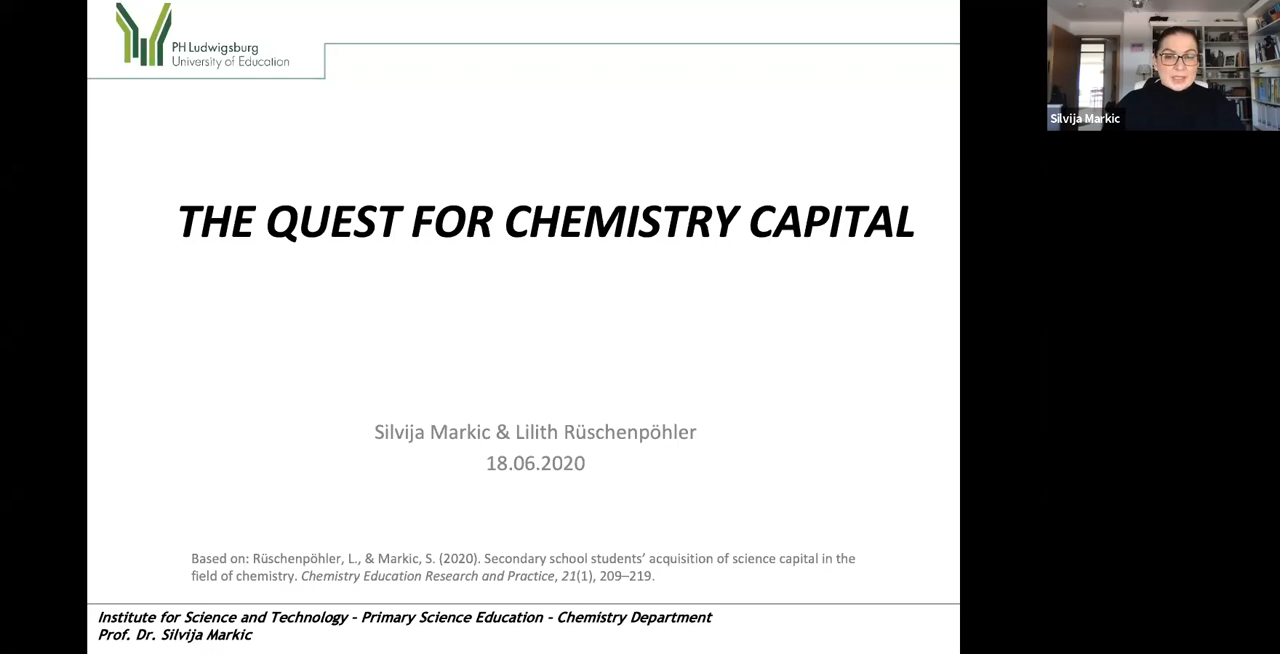 PH Ludwigsburg
University of Education
Silvija Markic
THE QUEST FOR CHEMISTRY CAPITAL
Silvija Markic & Lilith Rüschenpöhler
18.06.2020
Based on: Rüschenpöhler, L., & Markic, S. (2020). Secondary school students’ acquisition of science capital in the
field of chemistry. Chemistry Education Research and Practice, 21(1), 209–219.
Institute for Science and Technology - Primary Science Education - Chemistry Department
Prof. Dr. Silvija Markic